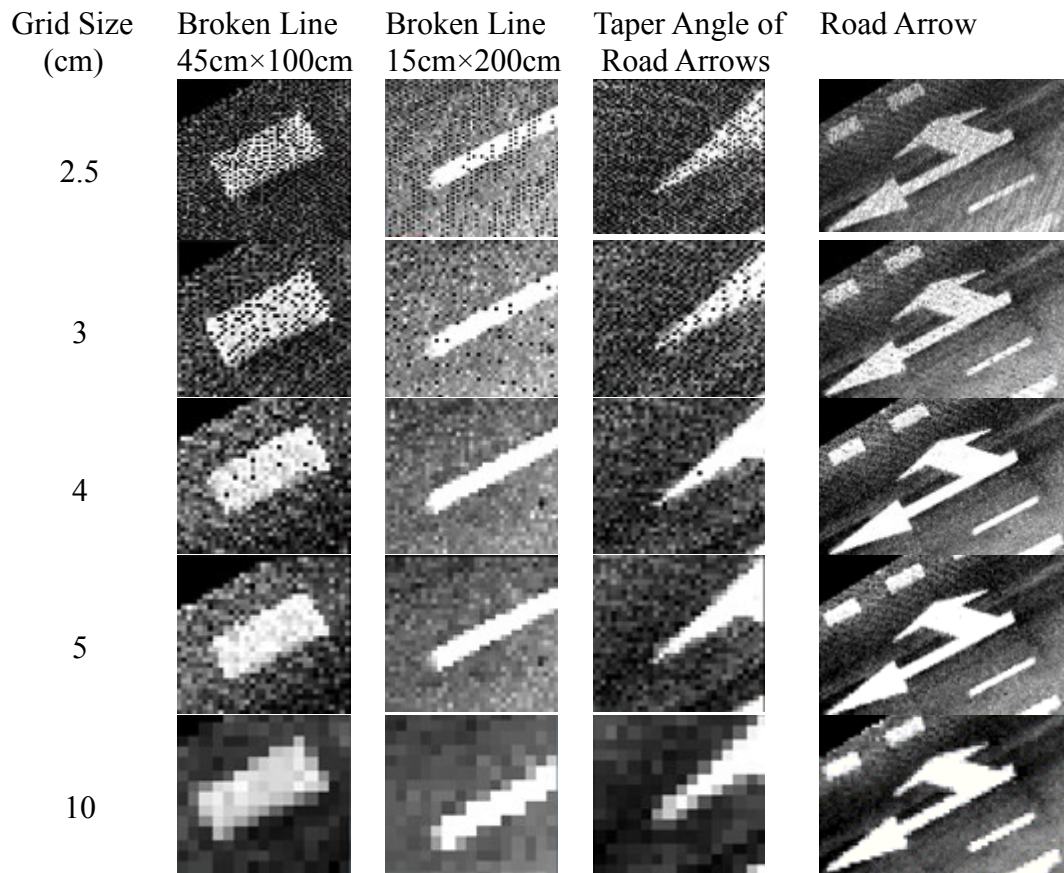 Grid Size Broken Line Broken Line Taper Angle of Road Arrow
(cm) 45cm×100cm 15cm×200cm Road Arrows
2.5
3
4
5
10